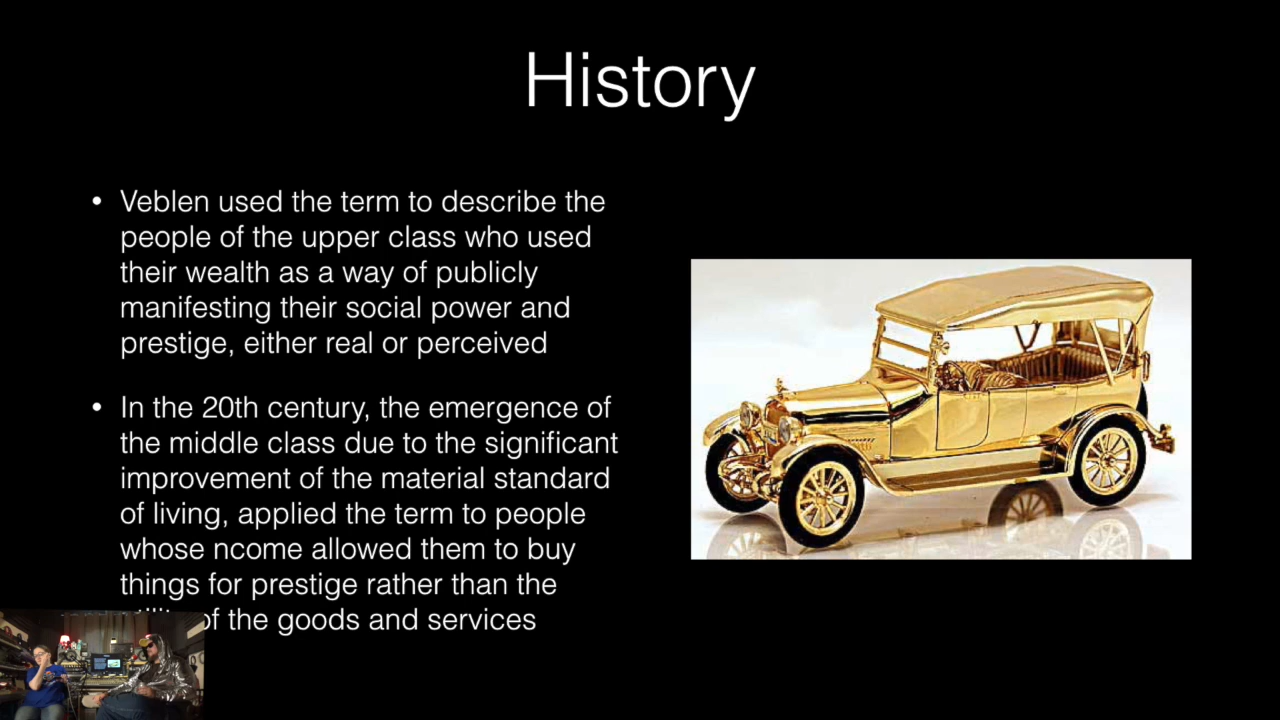 History
• Veblen used the term to describe the
people of the upper class who used
their wealth as a way of publicly
manifesting their social power and
prestige, either real or perceived
• In the 20th century, the emergence of
the middle class due to the significant
improvement of the material standard
of living, applied the term to people
whose ncome allowed them to buy
things for prestige rather than the
of the goods and services